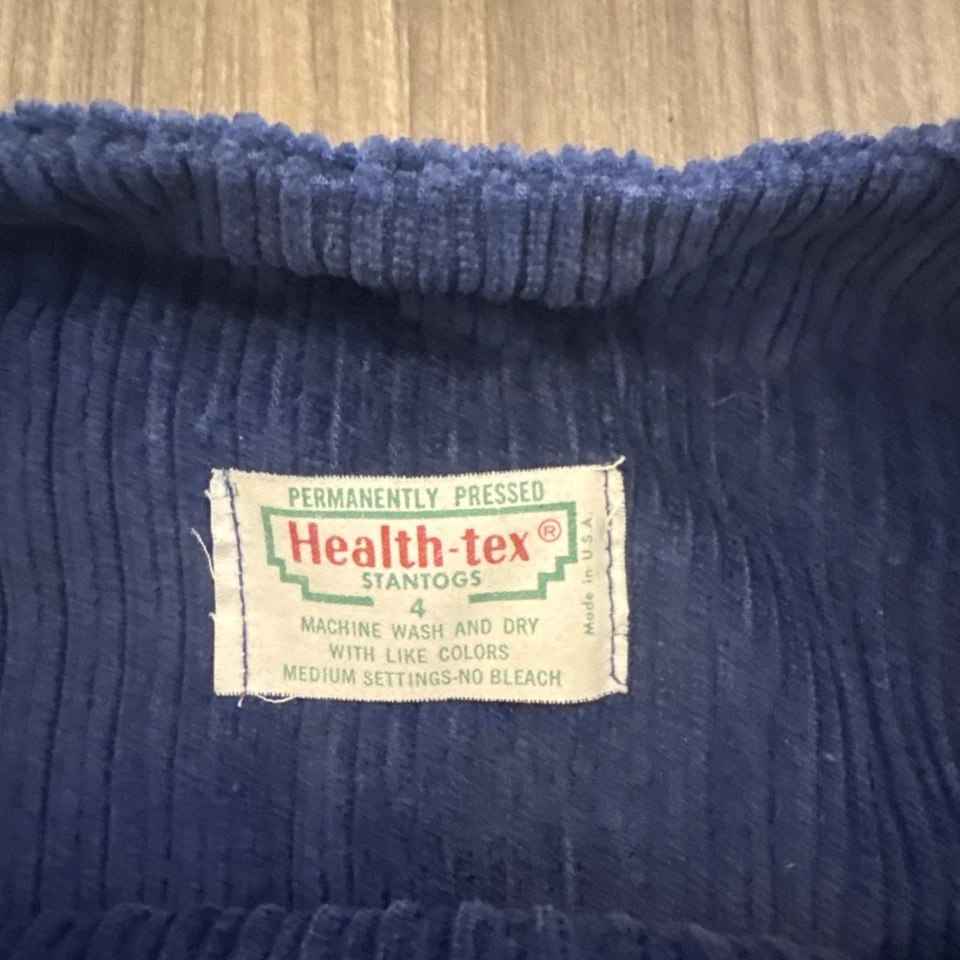 PERMANENTLY PRESSED
Health-tex®
STANTOGS
4
MACHINE WASH AND DRY
WITH LIKE COLORS
MEDIUM SETTINGS-NO BLEACH
Made in U.S.A.